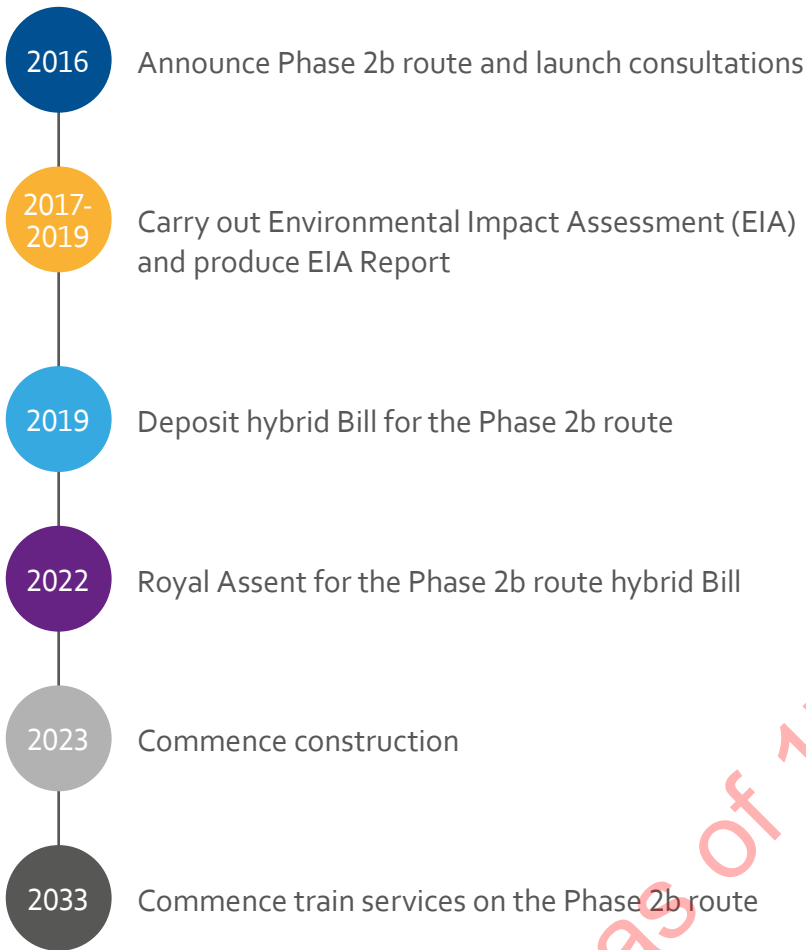 2016
Announce Phase 2b route and launch consultations
2017-
2019
Carry out Environmental Impact Assessment (EIA)
and produce EIA Report
2019
Deposit hybrid Bill for the Phase 2b route
2022
Royal Assent for the Phase 2b route hybrid Bill
2023
Commence construction
2033
Commence train services on the Phase 2b route
as of